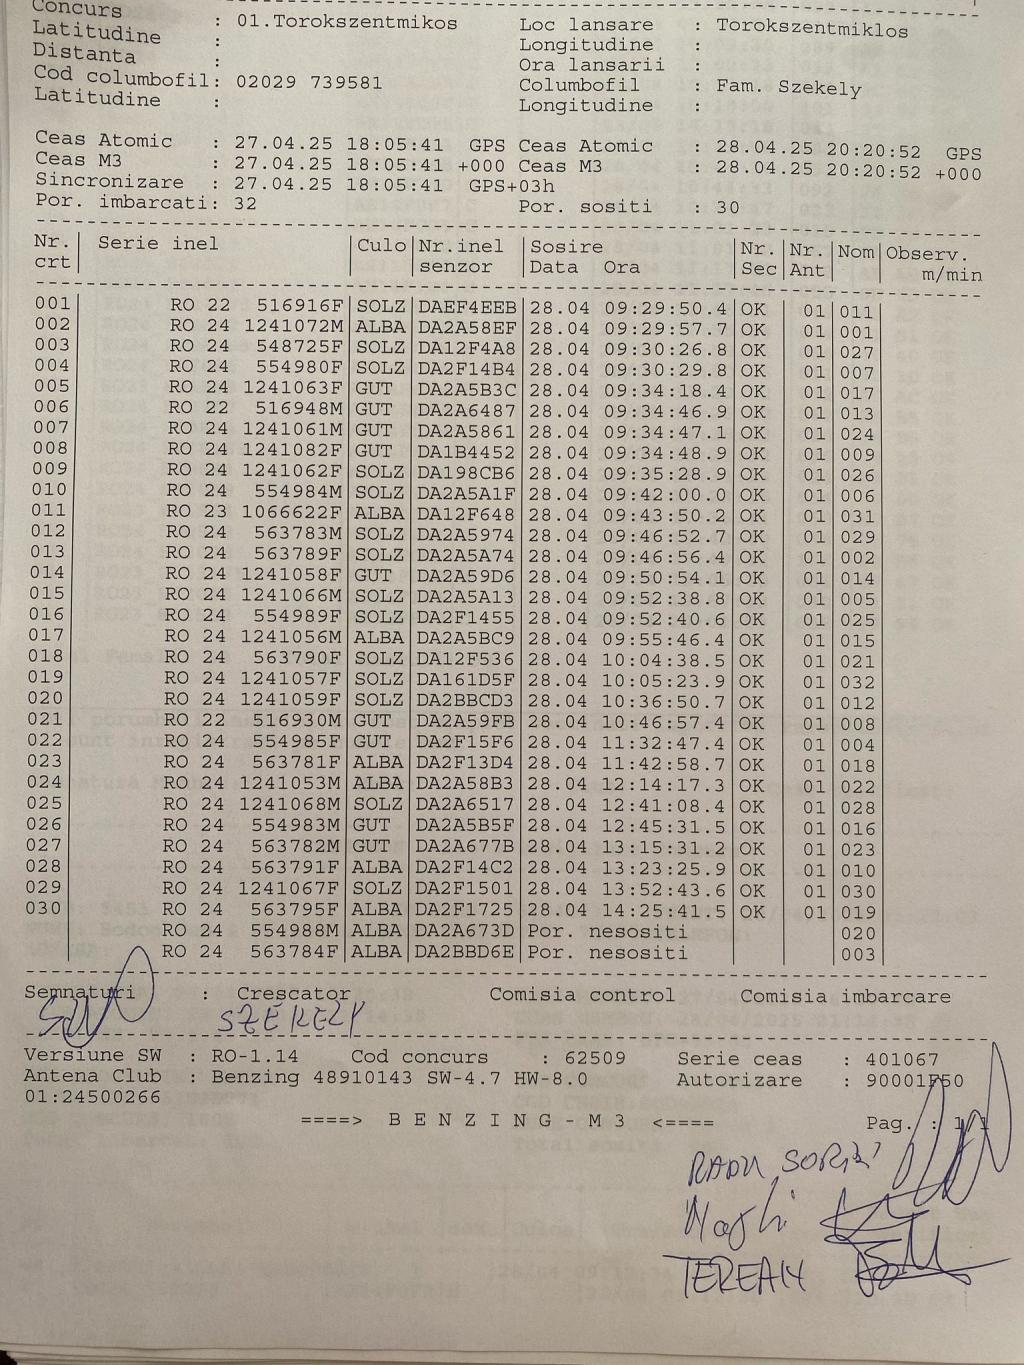 Concurs : 01.Torokszentmikos Loc lansare : Torokszentmiklos
Latitudine : Longitudine :
Distanta : Ora lansarii :
Cod columbofil: 02029 739581 Columbofil : Fam. Szekely
Latitudine : Longitudine :
Ceas Atomic : 27.04.25 18:05:41 GPS Ceas Atomic : 28.04.25 20:20:52 GPS
Ceas M3 : 27.04.25 18:05:41 +000 Ceas M3 : 28.04.25 20:20:52 +000
Sincronizare : 27.04.25 18:05:41 GPS+03h
Por. imbarcati: 32 Por. sositi : 30
Nr. Serie inel Culo Nr.inel Sosire Nr. Nr. Nom Observ.
crt senzor Data Ora Sec Ant m/min
001 RO 22 516916F SOLZ DAEF4EEB 28.04 09:29:50.4 OK 01 011
002 RO 24 1241072M ALBA DA2A58EF 28.04 09:29:57.7 OK 01 001
003 RO 24 548725F SOLZ DA12F4A8 28.04 09:30:26.8 OK 01 027
004 RO 24 554980F SOLZ DA2F14B4 28.04 09:30:29.8 OK 01 007
005 RO 24 1241063F GUT DA2A5B3C 28.04 09:34:18.4 OK 01 017
006 RO 22 516948M GUT DA2A6487 28.04 09:34:46.9 OK 01 013
007 RO 24 1241061M GUT DA2A5861 28.04 09:34:47.1 OK 01 024
008 RO 24 1241082F GUT DA1B4452 28.04 09:34:48.9 OK 01 009
009 RO 24 1241062F SOLZ DA198CB6 28.04 09:35:28.9 OK 01 026
010 RO 24 554984M SOLZ DA2A5A1F 28.04 09:42:00.0 OK 01 006
011 RO 23 1066622F ALBA DA12F648 28.04 09:43:50.2 OK 01 031
012 RO 24 563783M SOLZ DA2A5974 28.04 09:46:52.7 OK 01 029
013 RO 24 563789F SOLZ DA2A5A74 28.04 09:46:56.4 OK 01 002
014 RO 24 1241058F GUT DA2A59D6 28.04 09:50:54.1 OK 01 014
015 RO 24 1241066M SOLZ DA2A5A13 28.04 09:52:38.8 OK 01 005
016 RO 24 554989F SOLZ DA2F1455 28.04 09:52:40.6 OK 01 025
017 RO 24 1241056M ALBA DA2A5BC9 28.04 09:55:46.4 OK 01 015
018 RO 24 563790F SOLZ DA12F536 28.04 10:04:38.5 OK 01 021
019 RO 24 1241057F SOLZ DA161D5F 28.04 10:05:23.9 OK 01 032
020 RO 24 1241059F SOLZ DA2BBCD3 28.04 10:36:50.7 OK 01 012
021 RO 22 516930M GUT DA2A59FB 28.04 10:46:57.4 OK 01 008
022 RO 24 554985F GUT DA2F15F6 28.04 11:32:47.4 OK 01 004
023 RO 24 563781F ALBA DA2F13D4 28.04 11:42:58.7 OK 01 018
024 RO 24 1241053M ALBA DA2A58B3 28.04 12:14:17.3 OK 01 022
025 RO 24 1241068M SOLZ DA2A6517 28.04 12:41:08.4 OK 01 028
026 RO 24 554983M GUT DA2A5B5F 28.04 12:45:31.5 OK 01 016
027 RO 24 563782M GUT DA2A677B 28.04 13:15:31.2 OK 01 023
028 RO 24 563791F ALBA DA2F14C2 28.04 13:23:25.9 OK 01 010
029 RO 24 1241067F SOLZ DA2F1501 28.04 13:52:43.6 OK 01 030
030 RO 24 563795F ALBA DA2F1725 28.04 14:25:41.5 OK 01 019
RO 24 554988M ALBA DA2A673D Por. nesositi 020
RO 24 563784F ALBA DA2BBD6E Por. nesositi 003
Semnaturi : Crescator Comisia control Comisia imbarcare
SZEKELY
Versiune SW : RO-1.14 Cod concurs : 62509 Serie ceas : 401067
Antena Club : Benzing 48910143 SW-4.7 HW-8.0 Autorizare : 90001F50
01:24500266
====> B E N Z I N G - M 3 <==== Pag. : 1
RADU SORIN
TEREAN